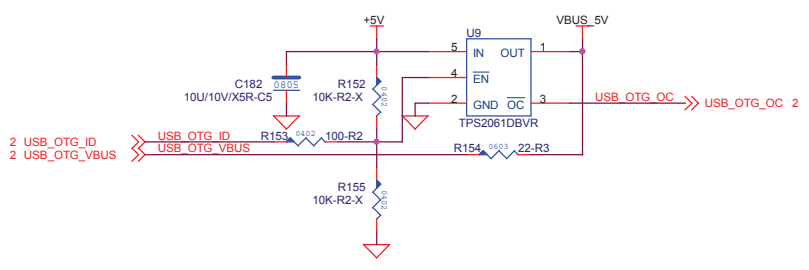 +5V
VBUS_5V
U9
5 IN OUT 1
C182
0805
10U/10V/X5R-C5
R152
10K-R2-X
0402
4 EN
2 GND OC 3
TPS2061DBVR
USB_OTG_OC
USB_OTG_OC 2
2 USB_OTG_ID
USB_OTG_ID
R153 0402 100-R2
2 USB_OTG_VBUS
USB_OTG_VBUS
R154 0603 22-R3
R155
10K-R2-X
0402